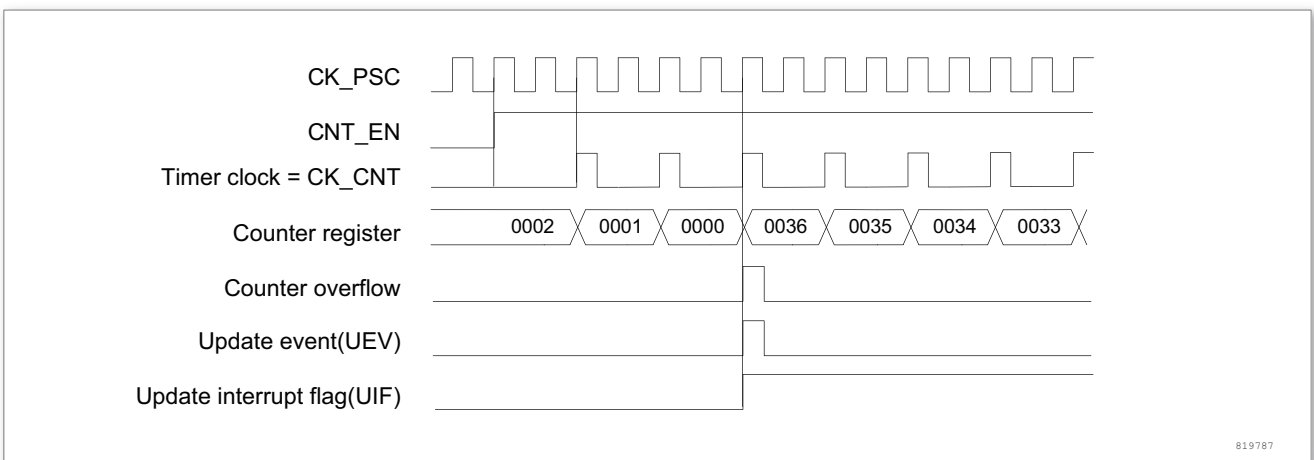 CK_PSC
CNT_EN
Timer clock = CK_CNT
Counter register 0002 0001 0000 0036 0035 0034 0033
Counter overflow
Update event(UEV)
Update interrupt flag(UIF)
819787